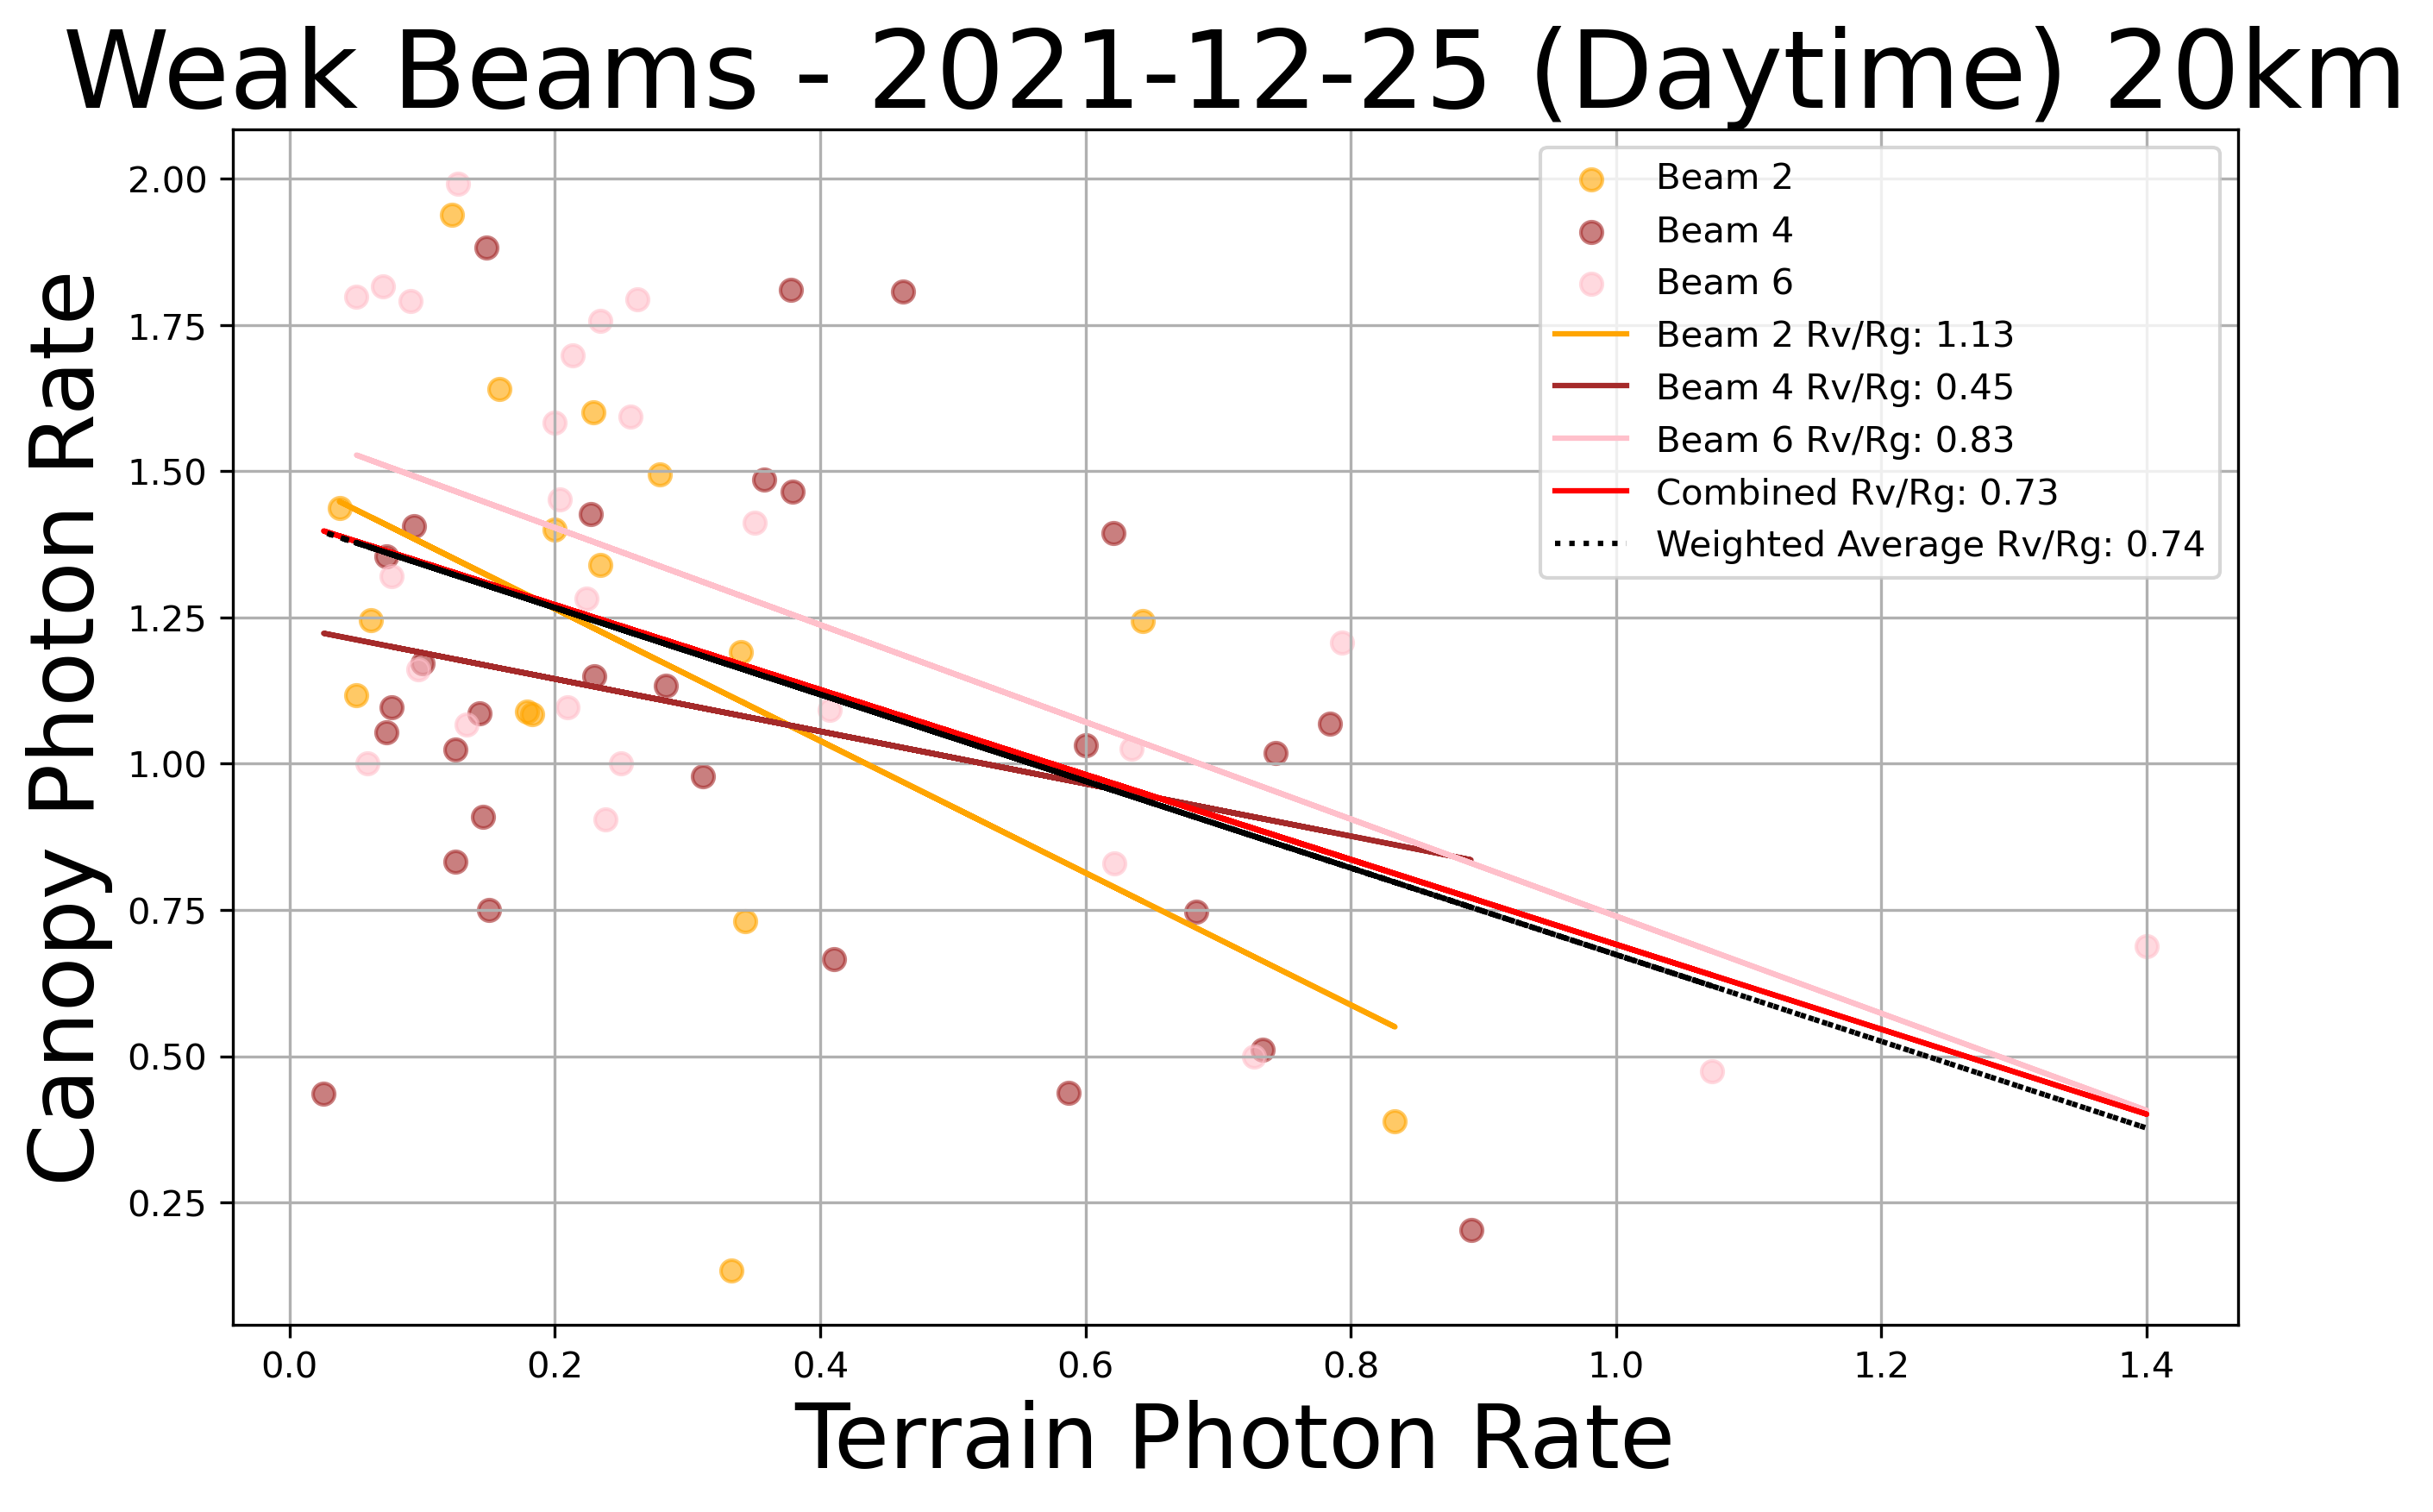 Weak Beams - 2021-12-25 (Daytime) 20km
Canopy Photon Rate
2.00
1.75
1.50
1.25
1.00
0.75
0.50
0.25
Beam 2
Beam 4
Beam 6
Beam 2 Rv/Rg: 1.13
Beam 4 Rv/Rg: 0.45
Beam 6 Rv/Rg: 0.83
Combined Rv/Rg: 0.73
Weighted Average Rv/Rg: 0.74
0.0 0.2 0.4 0.6 0.8 1.0 1.2 1.4
Terrain Photon Rate